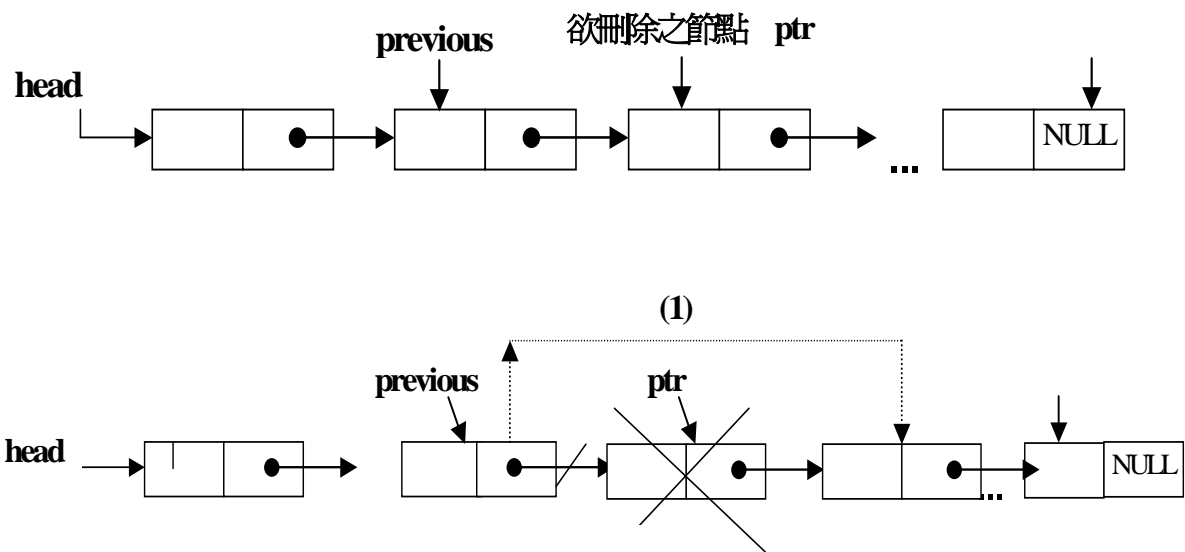 previous
欲刪除之節點 ptr
head
NULL
...
(1)
previous
ptr
head
NULL
...